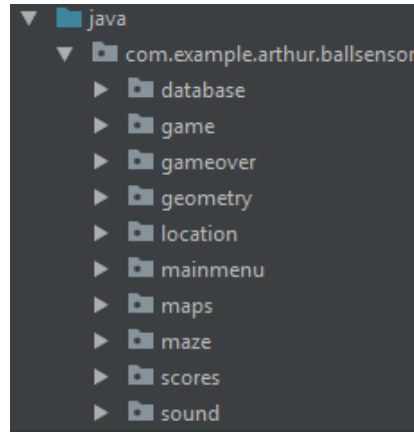 java
com.example.arthur.ballsensor
database
game
gameover
geometry
location
mainmenu
maps
maze
scores
sound